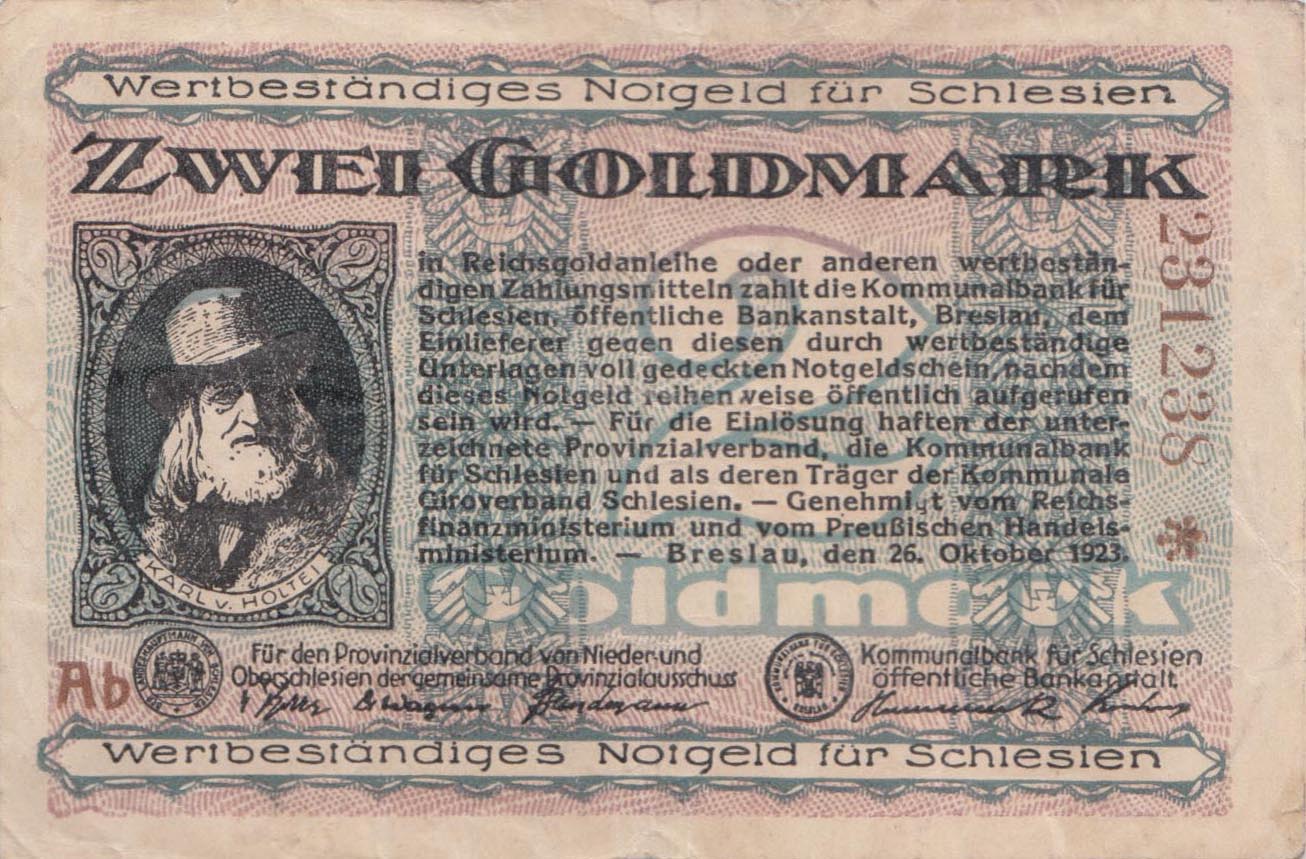 Wertbeständiges Notgeld für Schlesien
ZWEI GOLDMARK
in Reichsgoldanleihe oder anderen wertbestän-
digen Zahlungsmitteln zahlt die Kommunalbank für
Schlesien, öffentliche Bankanstalt, Breslau, dem
Einlieferer gegen diesen durch wertbeständige
Unterlagen voll gedeckten Notgeldschein, nachdem
dieses Notgeld reihenweise öffentlich aufgerufen
sein wird. — Für die Einlösung haften der unter-
zeichnete Provinzialverband, die Kommunalbank
für Schlesien und als deren Träger der Kommunale
Giroverband Schlesien. — Genehmigt vom Reichs-
finanzministerium und vom Preußischen Handels-
ministerium. — Breslau, den 26. Oktober 1923.
2
2
2
2
KARL v. HOLTEI
2
Goldmark
231238 *
Ab
Für den Provinzialverband von Nieder- und
Oberschlesien der gemeinsame Provinzialausschuss
Kommunalbank für Schlesien
öffentliche Bankanstalt.
Wertbeständiges Notgeld für Schlesien